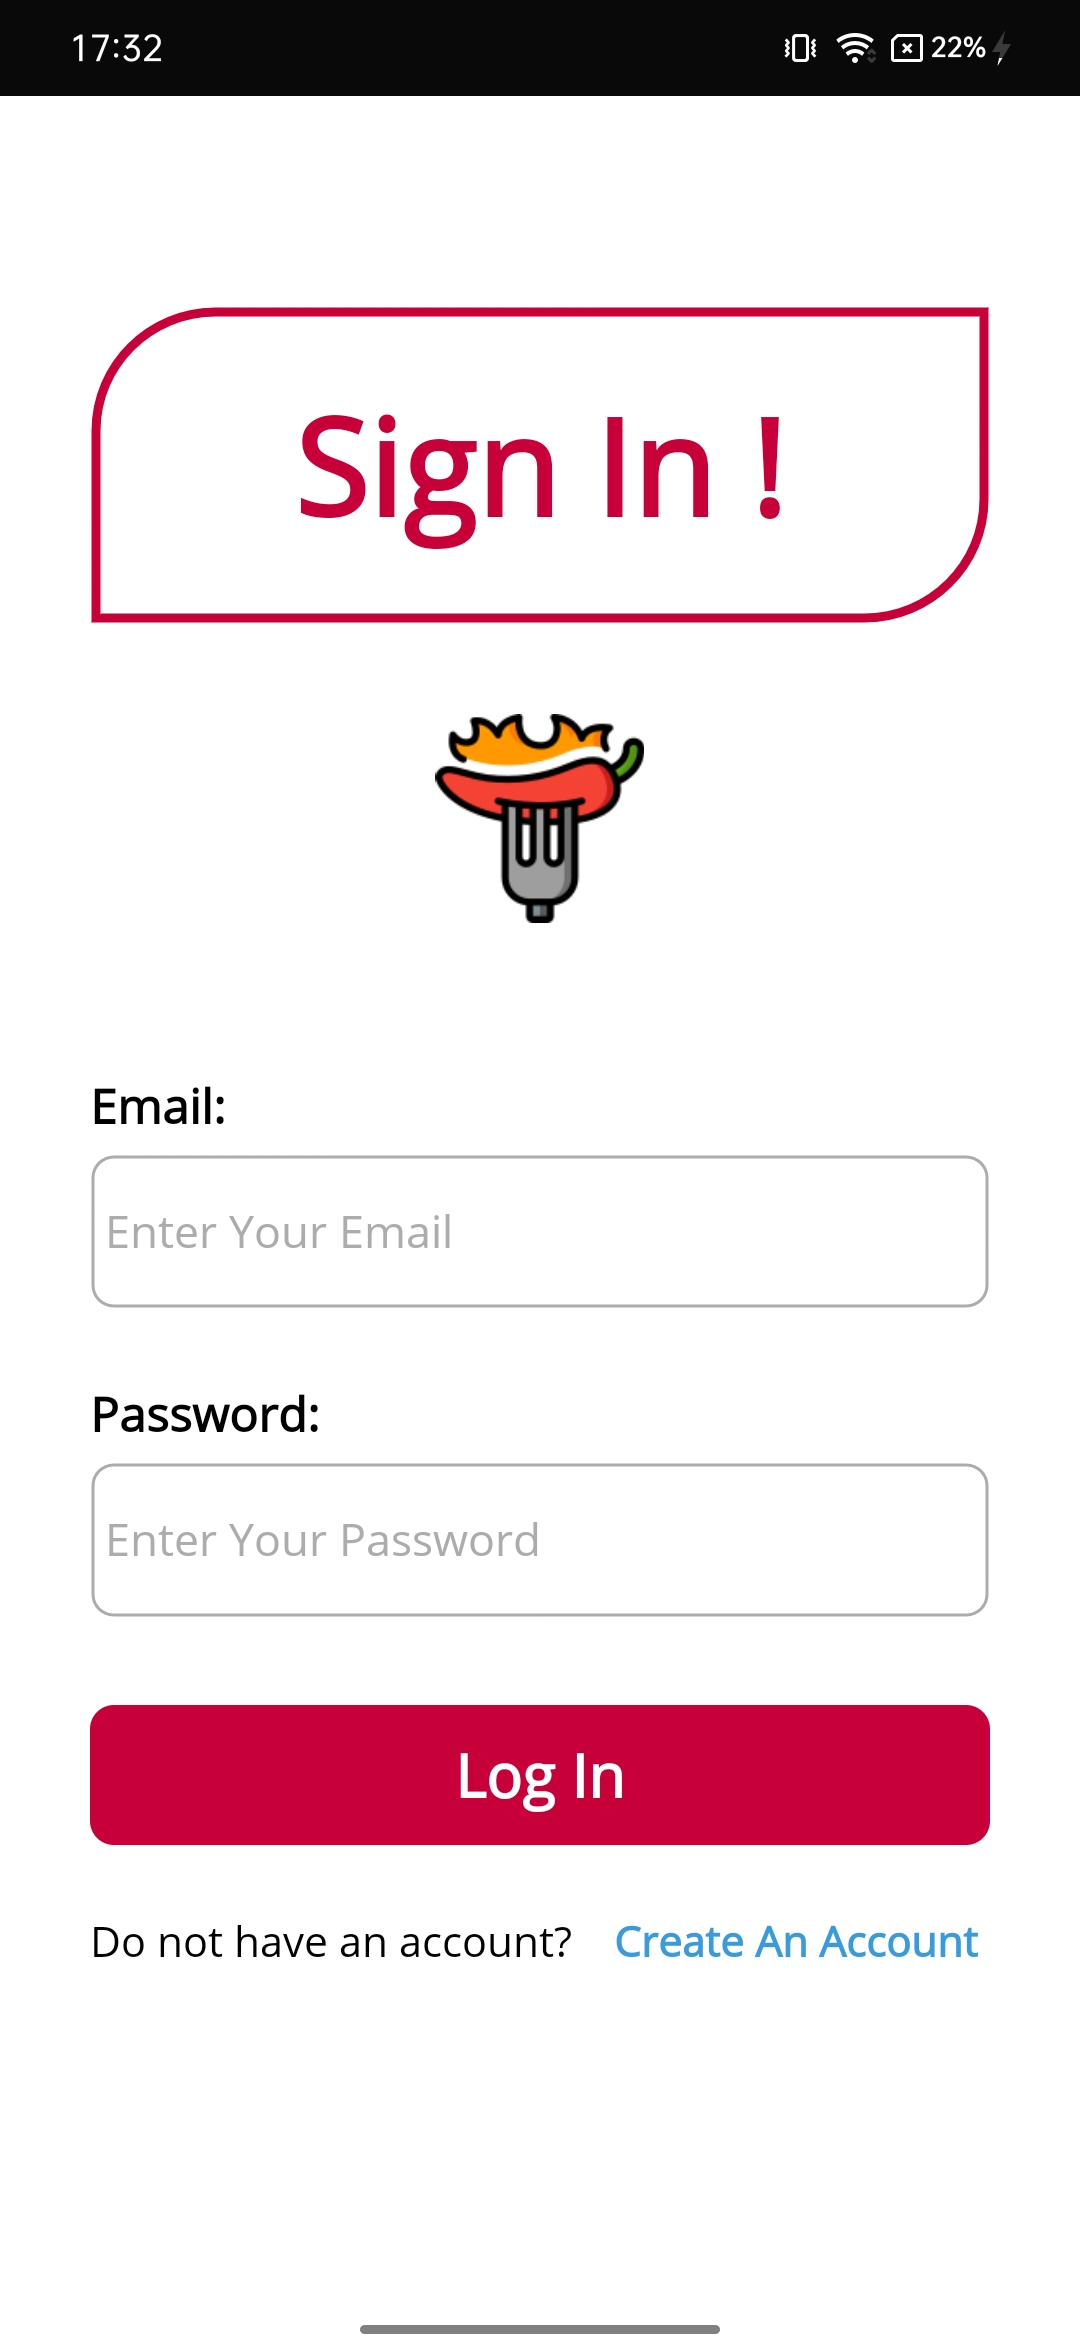 17:32
22%
Sign In !
Email:
Enter Your Email
Password:
Enter Your Password
Log In
Do not have an account? Create An Account